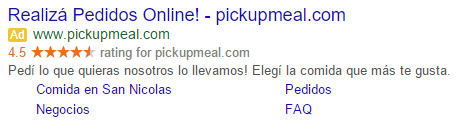 Realizá Pedidos Online! - pickupmeal.com
Ad www.pickupmeal.com
4.5 ★★★★★ rating for pickupmeal.com
Pedí lo que quieras nosotros lo llevamos! Elegí la comida que más te gusta.
Comida en San Nicolas Pedidos
Negocios FAQ